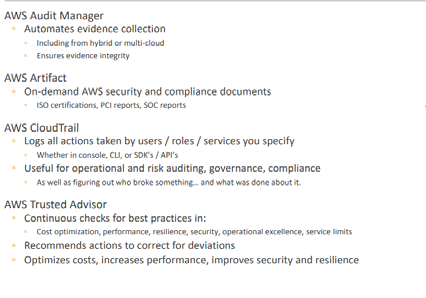 AWS Audit Manager
Automates evidence collection
Including from hybrid or multi-cloud
Ensures evidence integrity
AWS Artifact
On-demand AWS security and compliance documents
ISO certifications, PCI reports, SOC reports
AWS CloudTrail
Logs all actions taken by users / roles / services you specify
Whether in console, CLI, or SDK's / API's
Useful for operational and risk auditing, governance, compliance
As well as figuring out who broke something… and what was done about it.
AWS Trusted Advisor
Continuous checks for best practices in:
Cost optimization, performance, resilience, security, operational excellence, service limits
Recommends actions to correct for deviations
Optimizes costs, increases performance, improves security and resilience